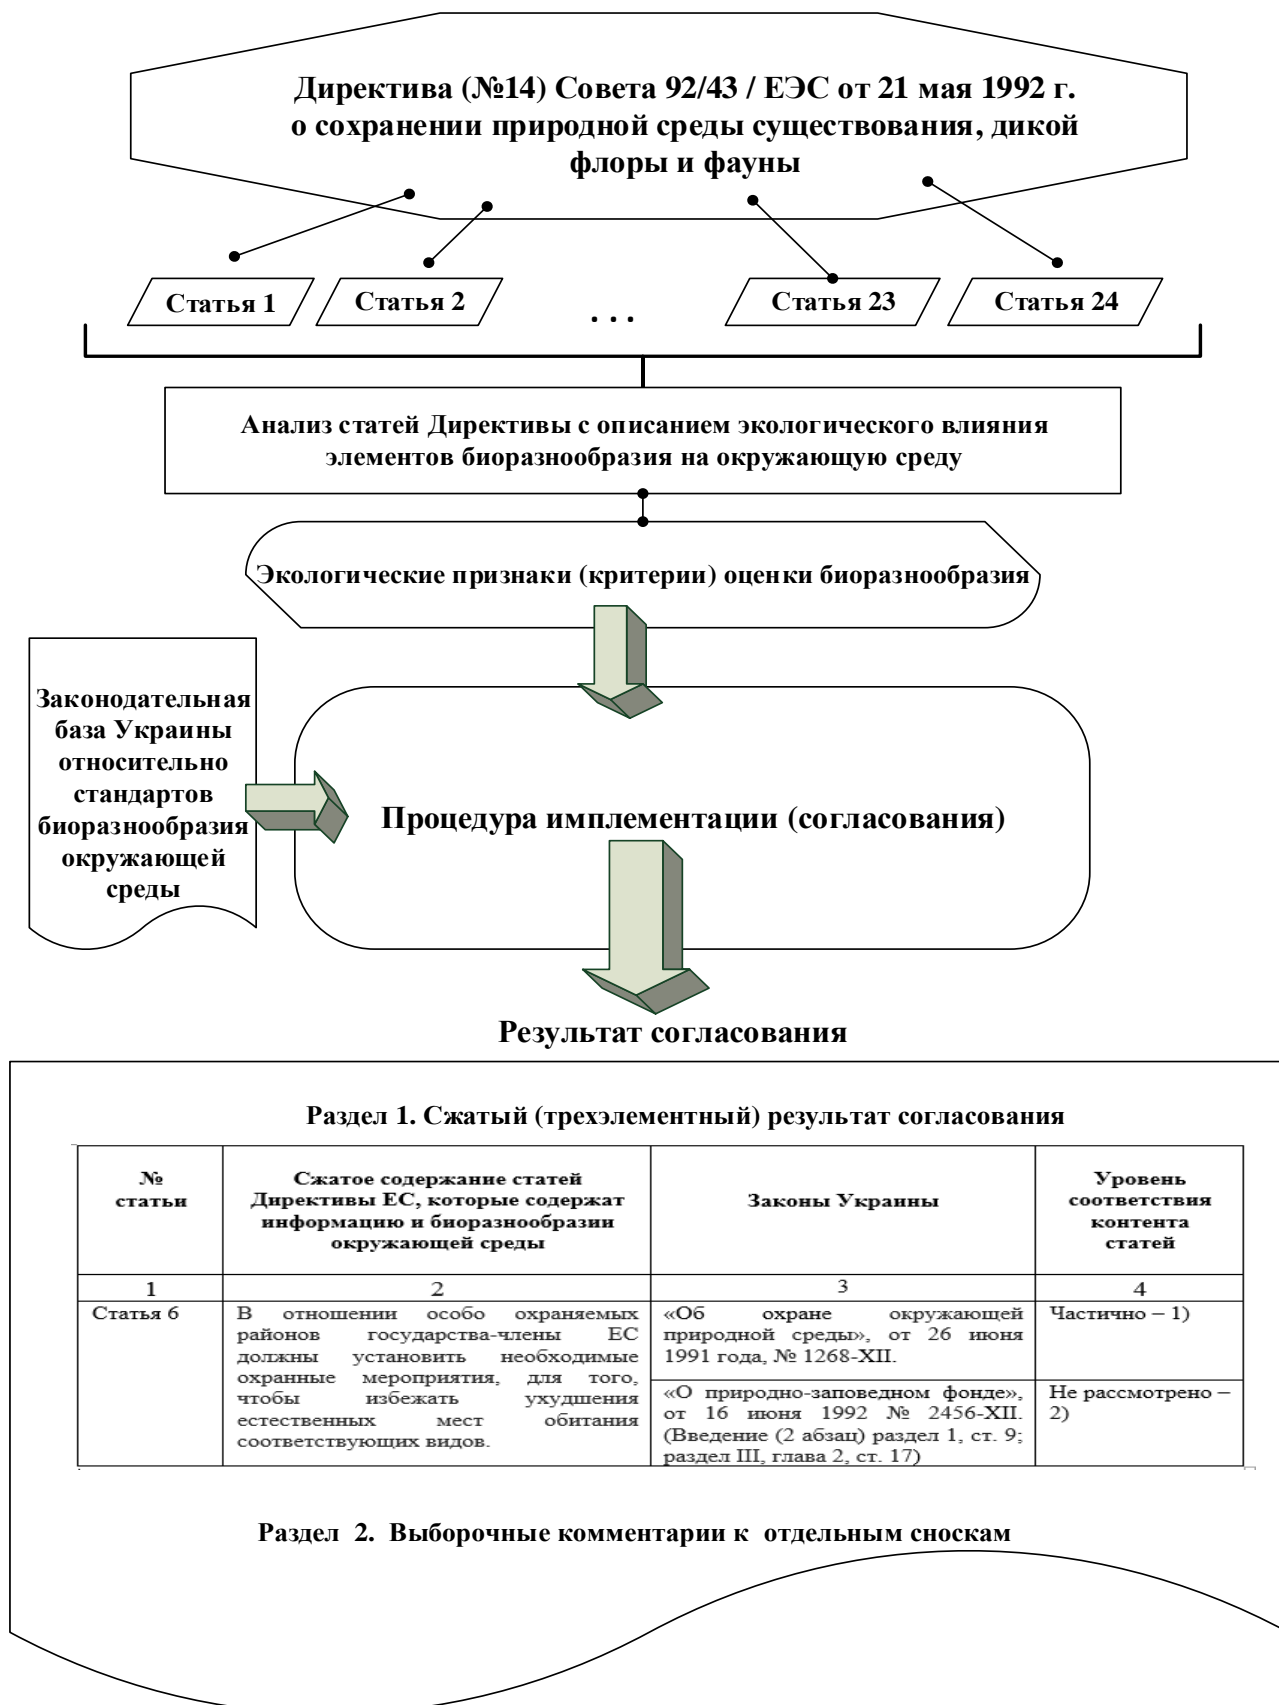 Директива (№14) Совета 92/43 / ЕЭС от 21 мая 1992 г.
о сохранении природной среды существования, дикой
флоры и фауны
Статья 1
Статья 2
. . .
Статья 23
Статья 24
Анализ статей Директивы с описанием экологического влияния
элементов биоразнообразия на окружающую среду
Экологические признаки (критерии) оценки биоразнообразия
Законодательная
база Украины
относительно
стандартов
биоразнообразия
окружающей
среды
Процедура имплементации (согласования)
Результат согласования
Раздел 1. Сжатый (трехэлементный) результат согласования
№
статьи
Сжатое содержание статей
Директивы ЕС, которые содержат
информацию и биоразнообразии
окружающей среды
Законы Украины
Уровень
соответствия
контента
статей
1
2
3
4
Статья 6
В отношении особо охраняемых
районов государства-члены ЕС
должны установить необходимые
охранные мероприятия, для того,
чтобы избежать ухудшения
естественных мест обитания
соответствующих видов.
«Об охране окружающей
природной среды», от 26 июня
1991 года, № 1268-XII.
Частично – 1)
«О природно-заповедном фонде»,
от 16 июня 1992 № 2456-XII.
(Введение (2 абзац) раздел 1, ст. 9;
раздел III, глава 2, ст. 17)
Не рассмотрено –
2)
Раздел 2. Выборочные комментарии к отдельным сноскам